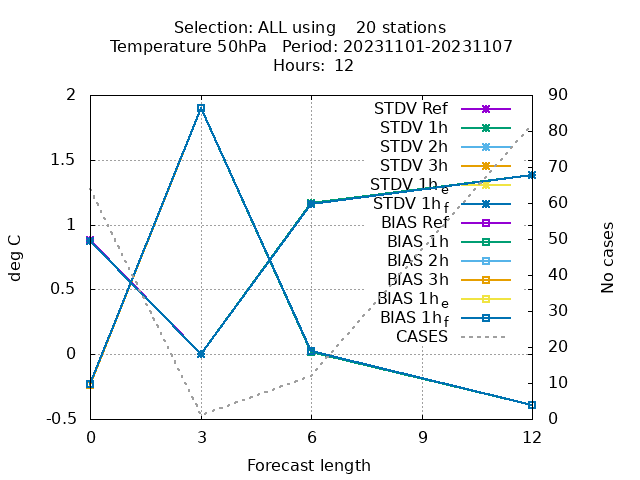 Selection: ALL using 20 stations
Temperature 50hPa Period: 20231101-20231107
Hours: 12
2
1.5
1
0.5
0
-0.5
90
80
70
60
50
40
30
20
10
0
deg C
No cases
STDV Ref
STDV 1h
STDV 2h
STDV 3h
STDV 1he
STDV 1hf
BIAS Ref
BIAS 1h
BIAS 2h
BIAS 3h
BIAS 1he
BIAS 1hf
CASES
0 3 6 9 12
Forecast length